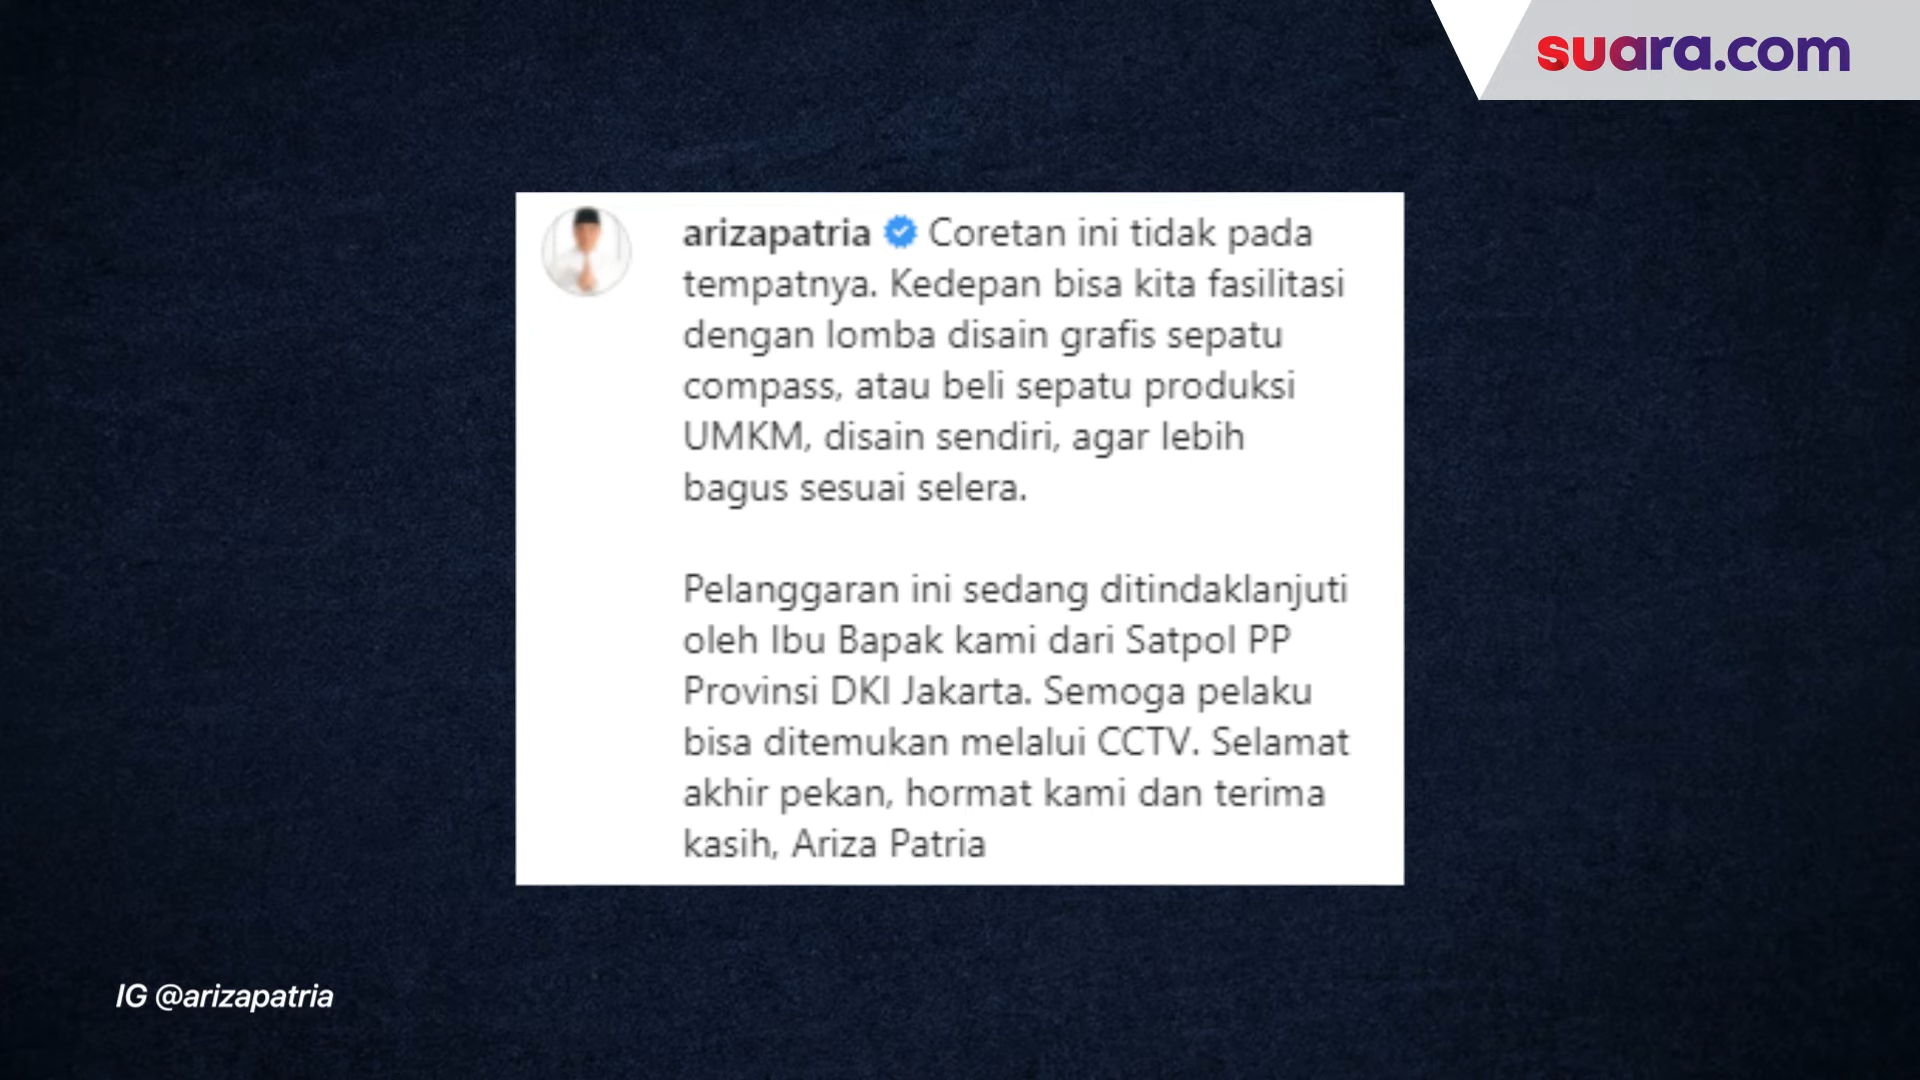 suara.com
arizapatria Coretan ini tidak pada
tempatnya. Kedepan bisa kita fasilitasi
dengan lomba disain grafis sepatu
compass, atau beli sepatu produksi
UMKM, disain sendiri, agar lebih
bagus sesuai selera.
Pelanggaran ini sedang ditindaklanjuti
oleh Ibu Bapak kami dari Satpol PP
Provinsi DKI Jakarta. Semoga pelaku
bisa ditemukan melalui CCTV. Selamat
akhir pekan, hormat kami dan terima
kasih, Ariza Patria
IG @arizapatria